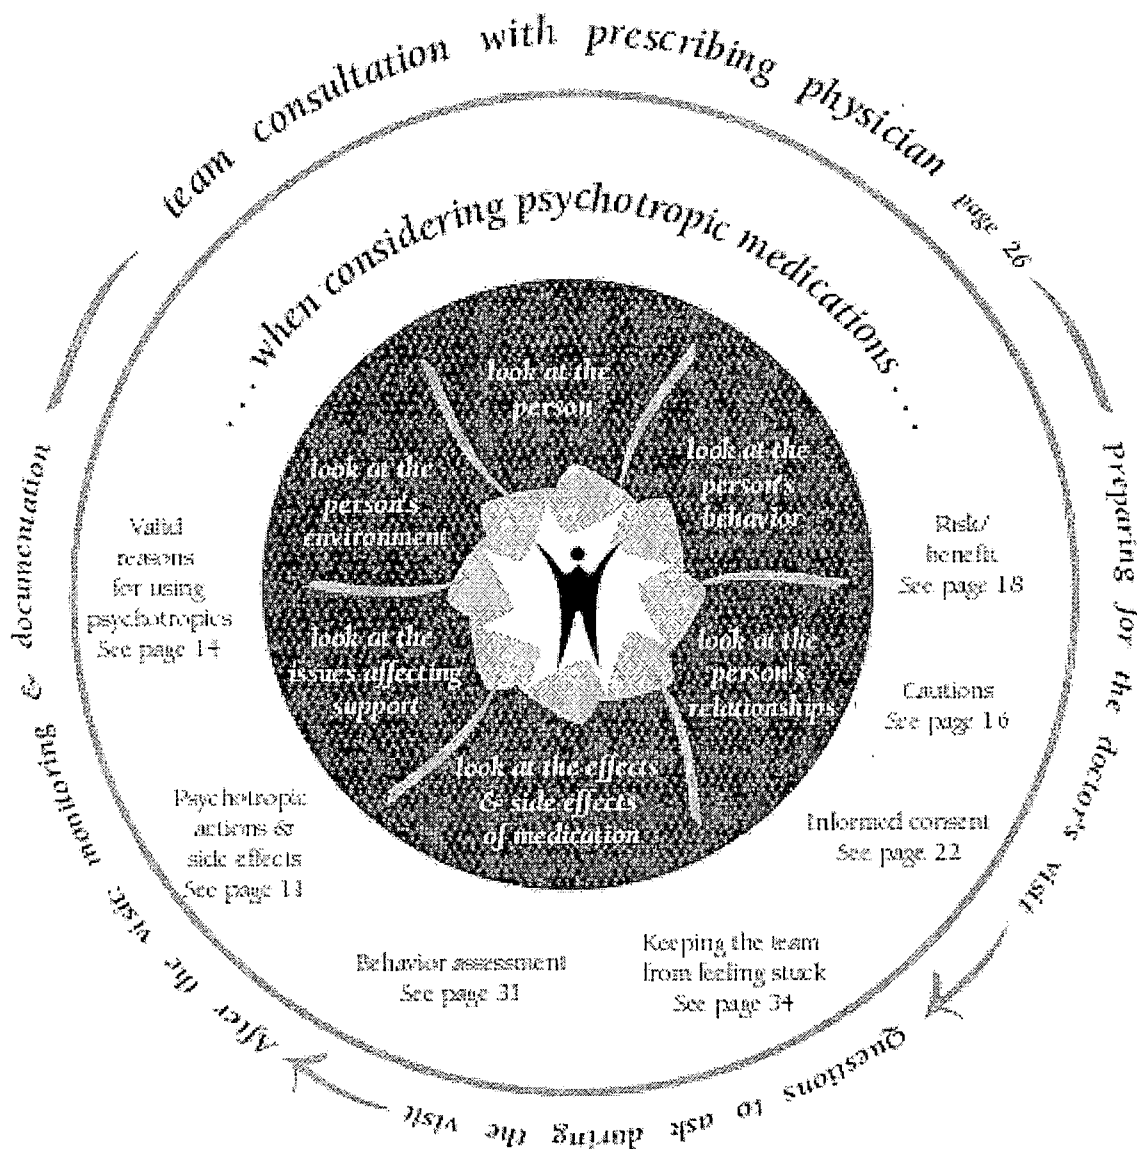 team consultation with prescribing physician page 26
preparing for the doctor's visit
Questions to ask during the visit
After the visit: monitoring & documentation
. . . when considering psychotropic medications . . .
look at the
person
look at the
person's
behavior
look at the
person's
relationships
look at the effects
& side effects
of medication
look at the
issues affecting
support
look at the
person's
environment
Risk/
benefit
See page 18
Cautions
See page 16
Informed consent
See page 22
Keeping the team
from feeling stuck
See page 34
Behavior assessment
See page 31
Psychotropic
actions &
side effects
See page 11
Valid
reasons
for using
psychotropics
See page 14